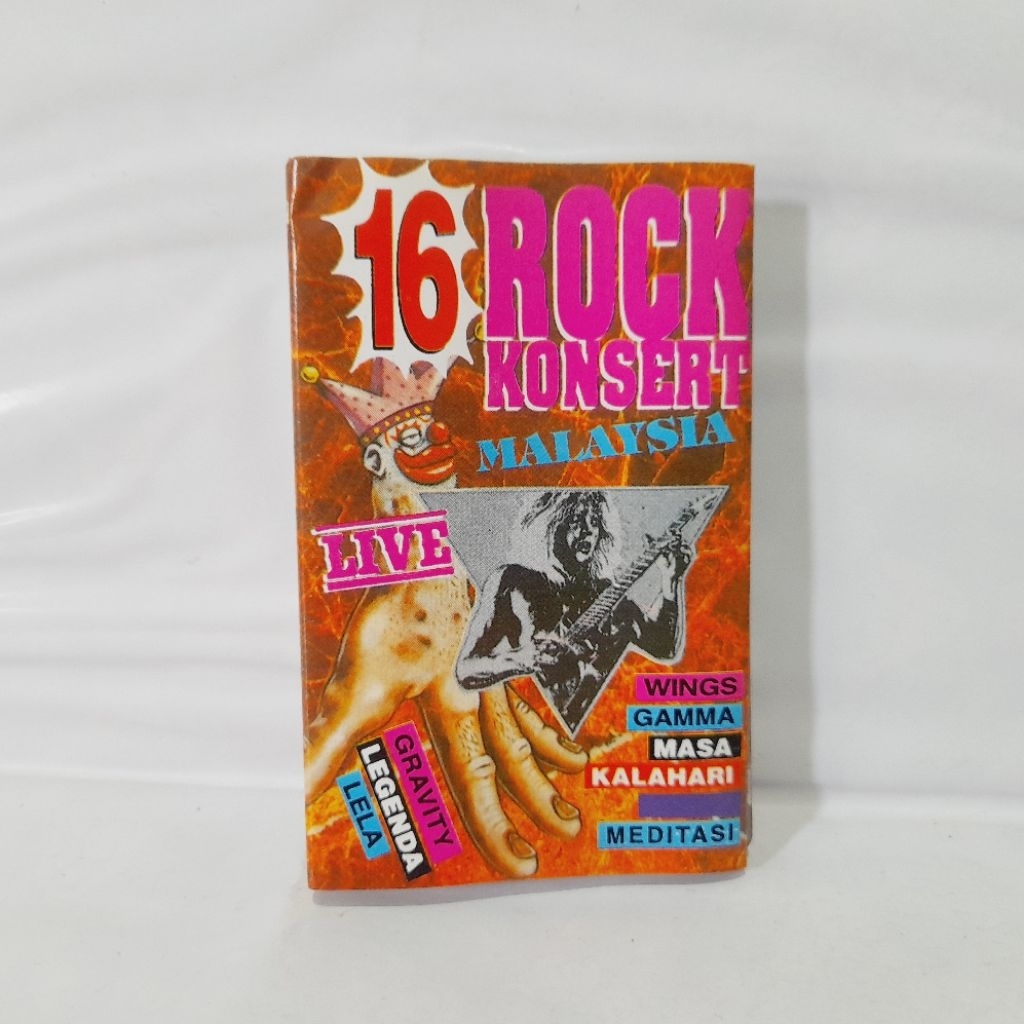 16
ROCK
KONSERT
MALAYSIA
LIVE
WINGS
GAMMA
MASA
KALAHARI
MEDITASI
GRAVITY
LEGENDA
LELA